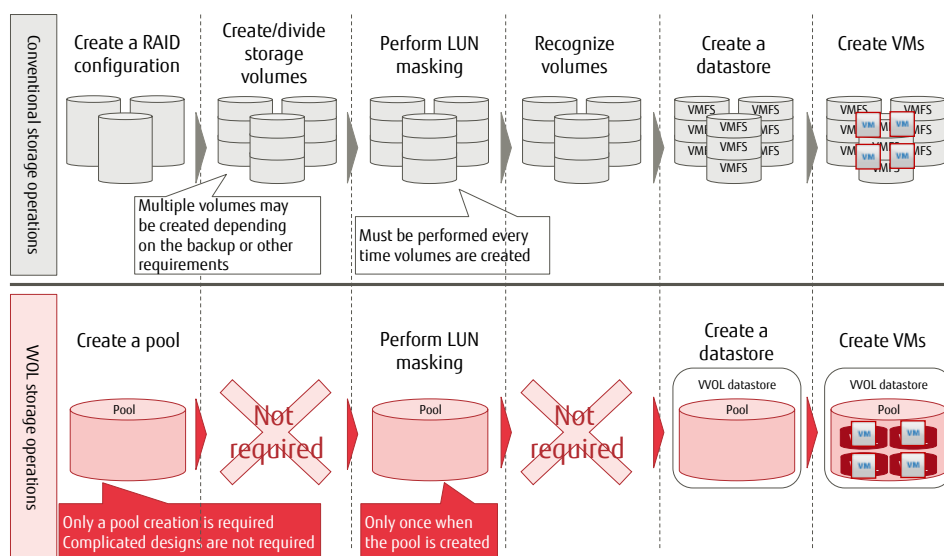 Conventional storage operations
Create a RAID
configuration
Create/divide
storage
volumes
Perform LUN
masking
Recognize
volumes
Create a
datastore
Create VMs
VMFS
VMFS
VMFS
VMFS
VMFS
VMFS
VMFS
VMFS
VMFS
VMFS
VMFS
VM
VM
VM
VM
VMFS
Multiple volumes may
be created depending
on the backup or other
requirements
Must be performed every
time volumes are created
VVOL storage operations
Create a pool
Perform LUN
masking
Create a
datastore
Create VMs
Pool
Not
required
Pool
Not
required
VVOL datastore
Pool
VVOL datastore
Pool
VM
VM
VM
VM
Only a pool creation is required
Complicated designs are not required
Only once when
the pool is created